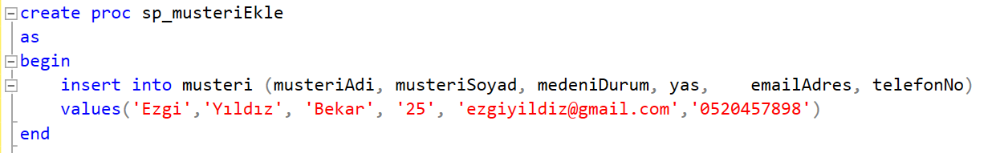 create proc sp_musteriEkle
as
begin
insert into musteri (musteriAdi, musteriSoyad, medeniDurum, yas, emailAdres, telefonNo)
values('Ezgi','Yıldız', 'Bekar', '25', 'ezgiyildiz@gmail.com','0520457898')
end